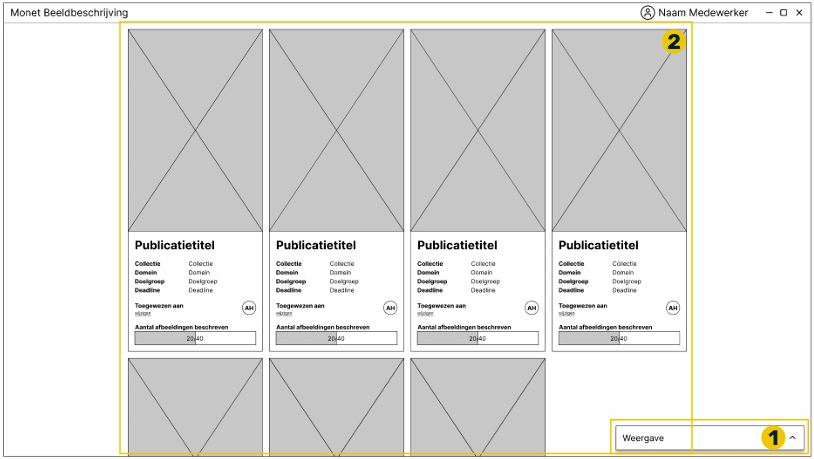 Monet Beeldbeschrijving
Naam Medewerker
2
Publicatietitel
Collectie Collectie
Domein Domein
Doelgroep Doelgroep
Deadline Deadline
Toegewezen aan
wijzigen
AH
Aantal afbeeldingen beschreven
20/40
Publicatietitel
Collectie Collectie
Domein Domein
Doelgroep Doelgroep
Deadline Deadline
Toegewezen aan
wijzigen
AH
Aantal afbeeldingen beschreven
20/40
Publicatietitel
Collectie Collectie
Domein Domein
Doelgroep Doelgroep
Deadline Deadline
Toegewezen aan
wijzigen
AH
Aantal afbeeldingen beschreven
20/40
Publicatietitel
Collectie Collectie
Domein Domein
Doelgroep Doelgroep
Deadline Deadline
Toegewezen aan
wijzigen
AH
Aantal afbeeldingen beschreven
20/40
Weergave
1